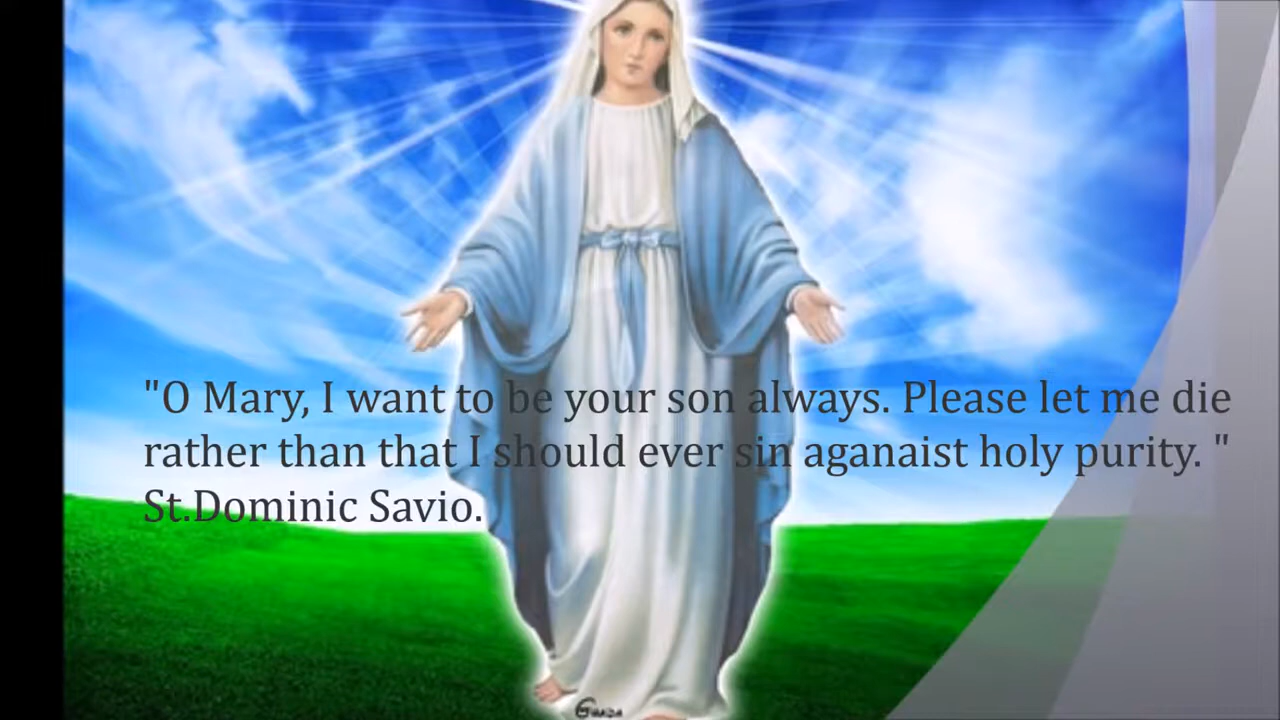 "O Mary, I want to be your son always. Please let me die
rather than that I should ever sin aganaist holy purity. "
St.Dominic Savio.